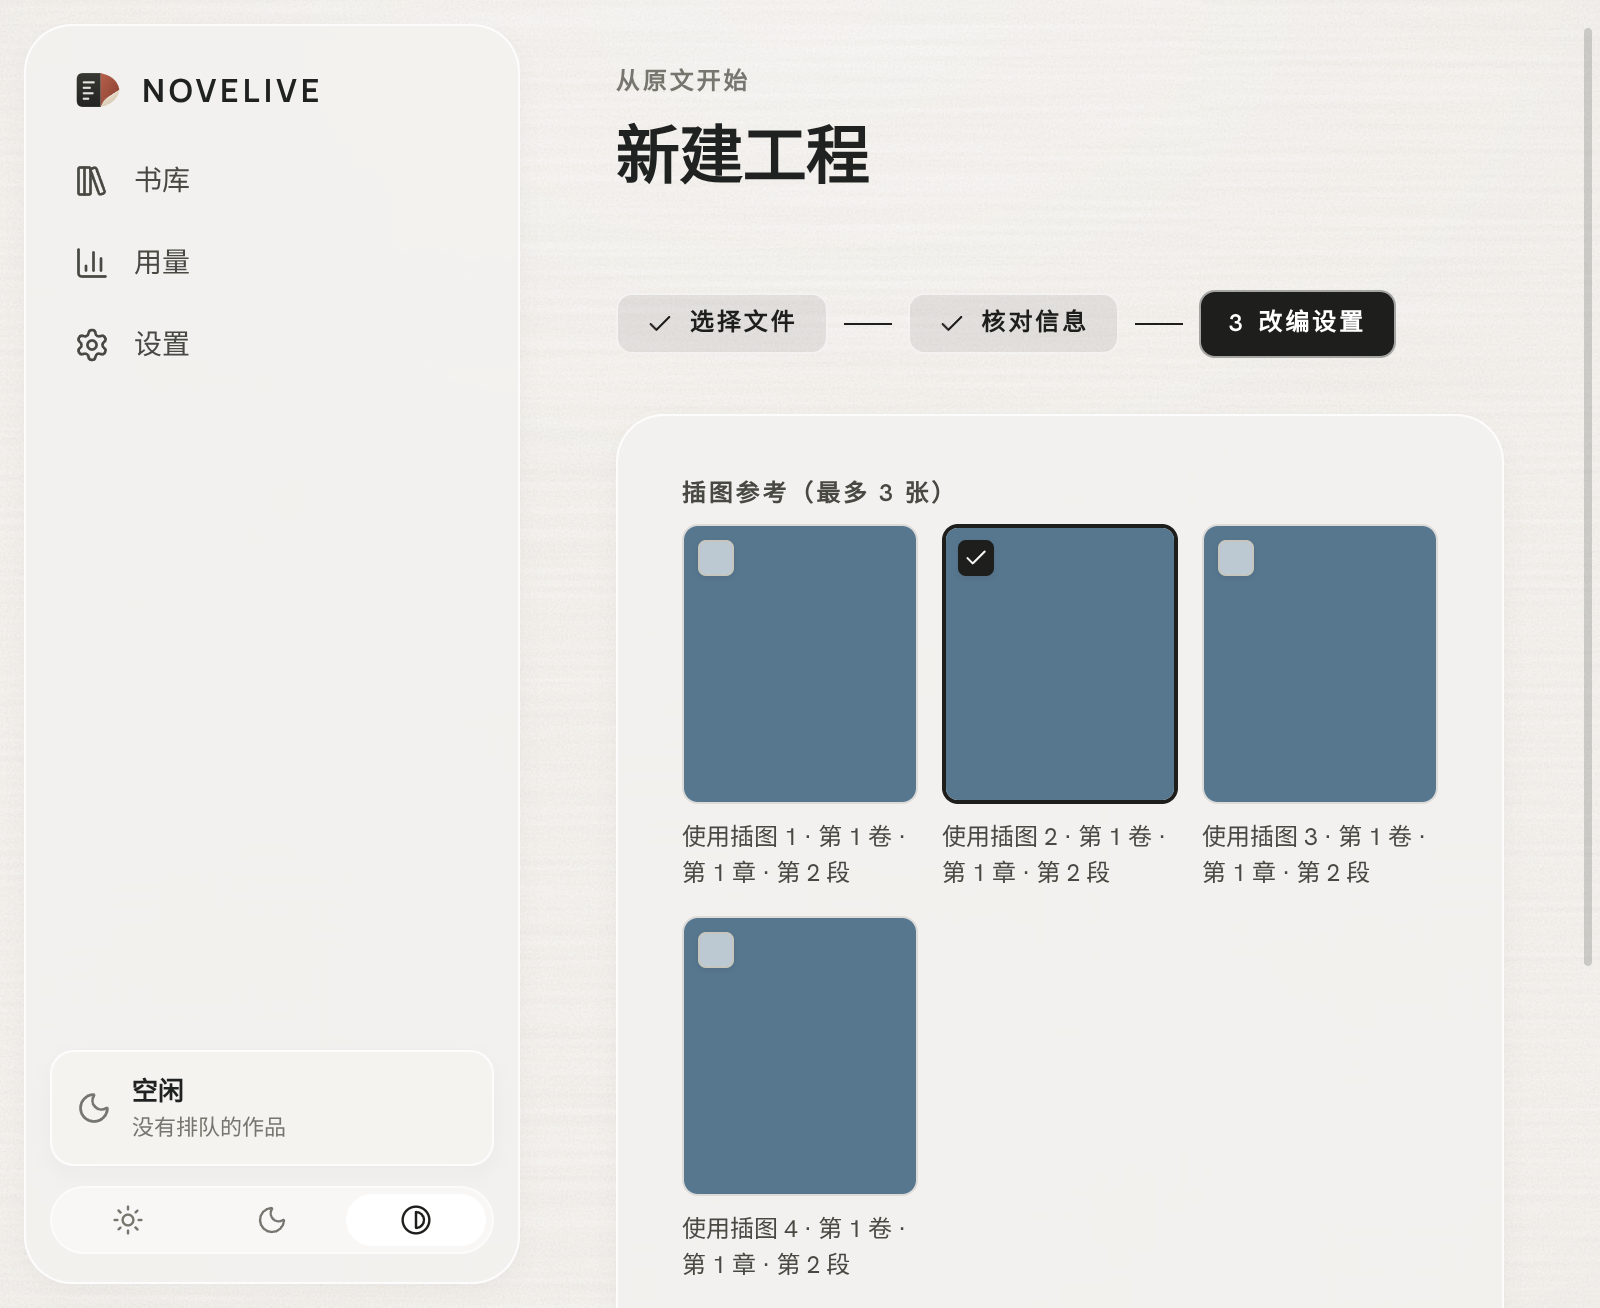 NOVELIVE
书库
用量
设置
空闲
没有排队的作品
从原文开始
新建工程
选择文件
核对信息
3 改编设置
插图参考（最多 3 张）
使用插图 1 · 第 1 卷 ·
第 1 章 · 第 2 段
使用插图 2 · 第 1 卷 ·
第 1 章 · 第 2 段
使用插图 3 · 第 1 卷 ·
第 1 章 · 第 2 段
使用插图 4 · 第 1 卷 ·
第 1 章 · 第 2 段